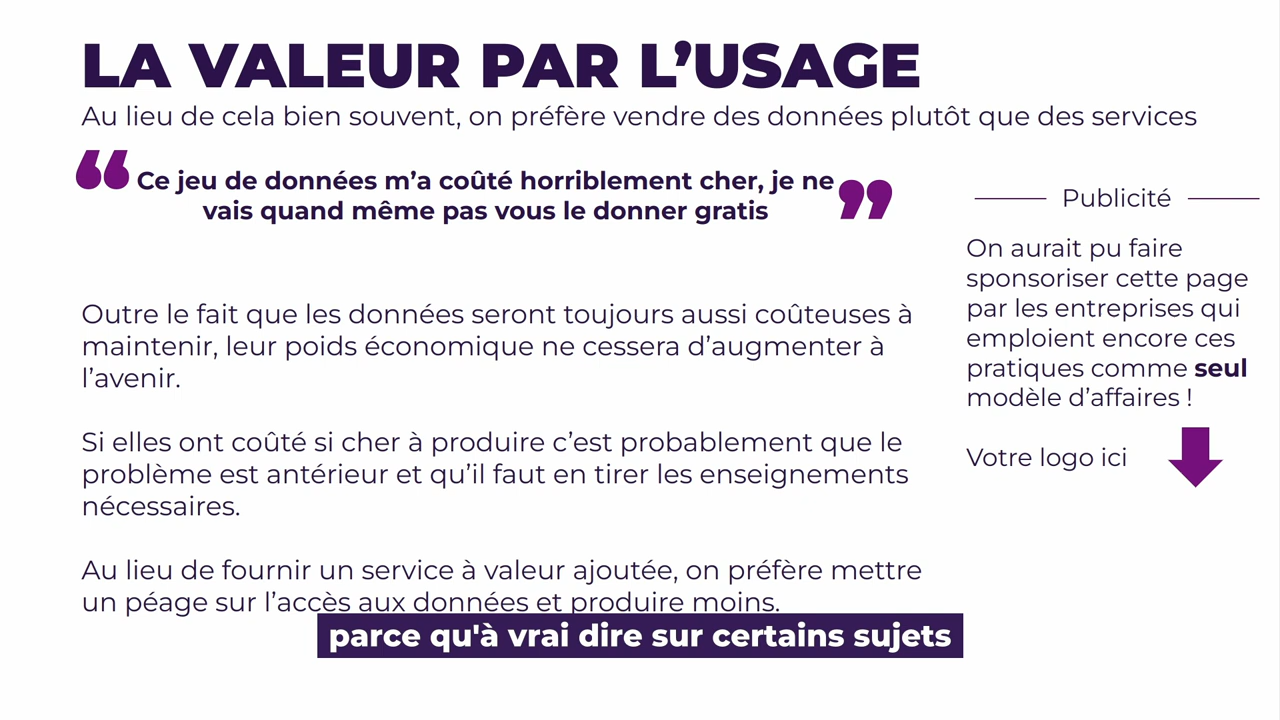 LA VALEUR PAR L’USAGE
Au lieu de cela bien souvent, on préfère vendre des données plutôt que des services
“Ce jeu de données m’a coûté horriblement cher, je ne
vais quand même pas vous le donner gratis”
Outre le fait que les données seront toujours aussi coûteuses à
maintenir, leur poids économique ne cessera d’augmenter à
l’avenir.
Si elles ont coûté si cher à produire c’est probablement que le
problème est antérieur et qu’il faut en tirer les enseignements
nécessaires.
Au lieu de fournir un service à valeur ajoutée, on préfère mettre
un péage sur l’accès aux données et produire moins.
Publicité
On aurait pu faire
sponsoriser cette page
par les entreprises qui
emploient encore ces
pratiques comme seul
modèle d’affaires !
Votre logo ici
parce qu'à vrai dire sur certains sujets